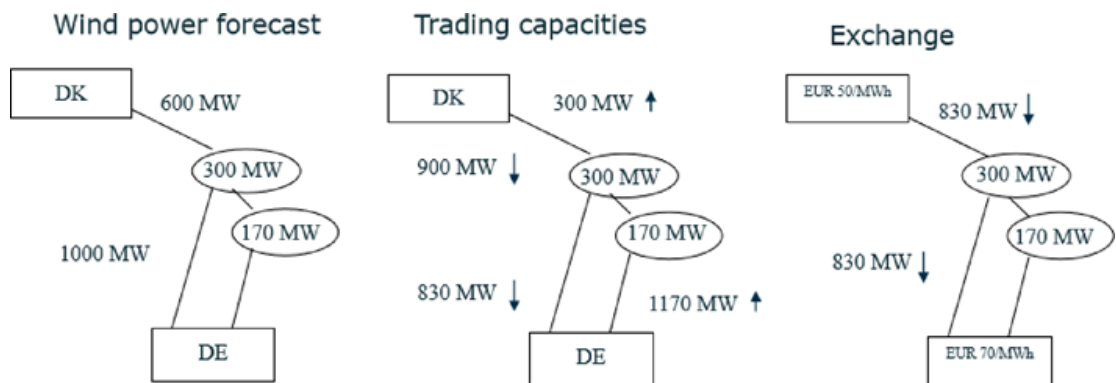 Wind power forecast
DK
600 MW
300 MW
170 MW
1000 MW
DE
Trading capacities
DK
300 MW ↑
900 MW ↓
300 MW
170 MW
830 MW ↓
1170 MW ↑
DE
Exchange
EUR 50/MWh
830 MW ↓
300 MW
170 MW
830 MW ↓
EUR 70/MWh